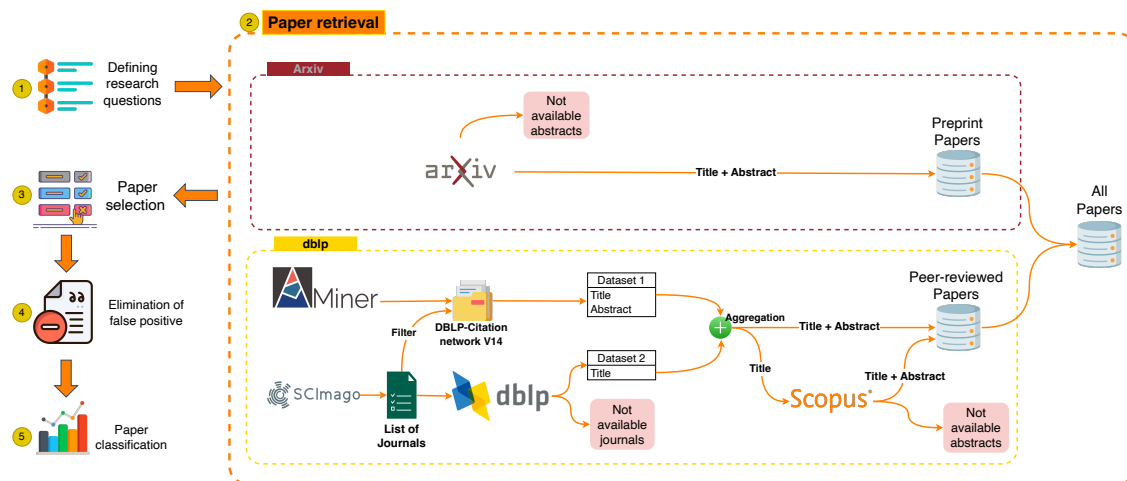 2
Paper retrieval
1
Defining
research
questions
Arxiv
Not
available
abstracts
arXiv
Title + Abstract
Preprint
Papers
3
Paper
selection
All
Papers
dblp
AMiner
DBLP-Citation
network V14
Filter
Dataset 1
Title
Abstract
Aggregation
Title + Abstract
Peer-reviewed
Papers
4
Elimination of
false positive
SCImago
List of
Journals
dblp
Dataset 2
Title
Not
available
journals
Title
Scopus
Title + Abstract
Not
available
abstracts
5
Paper
classification